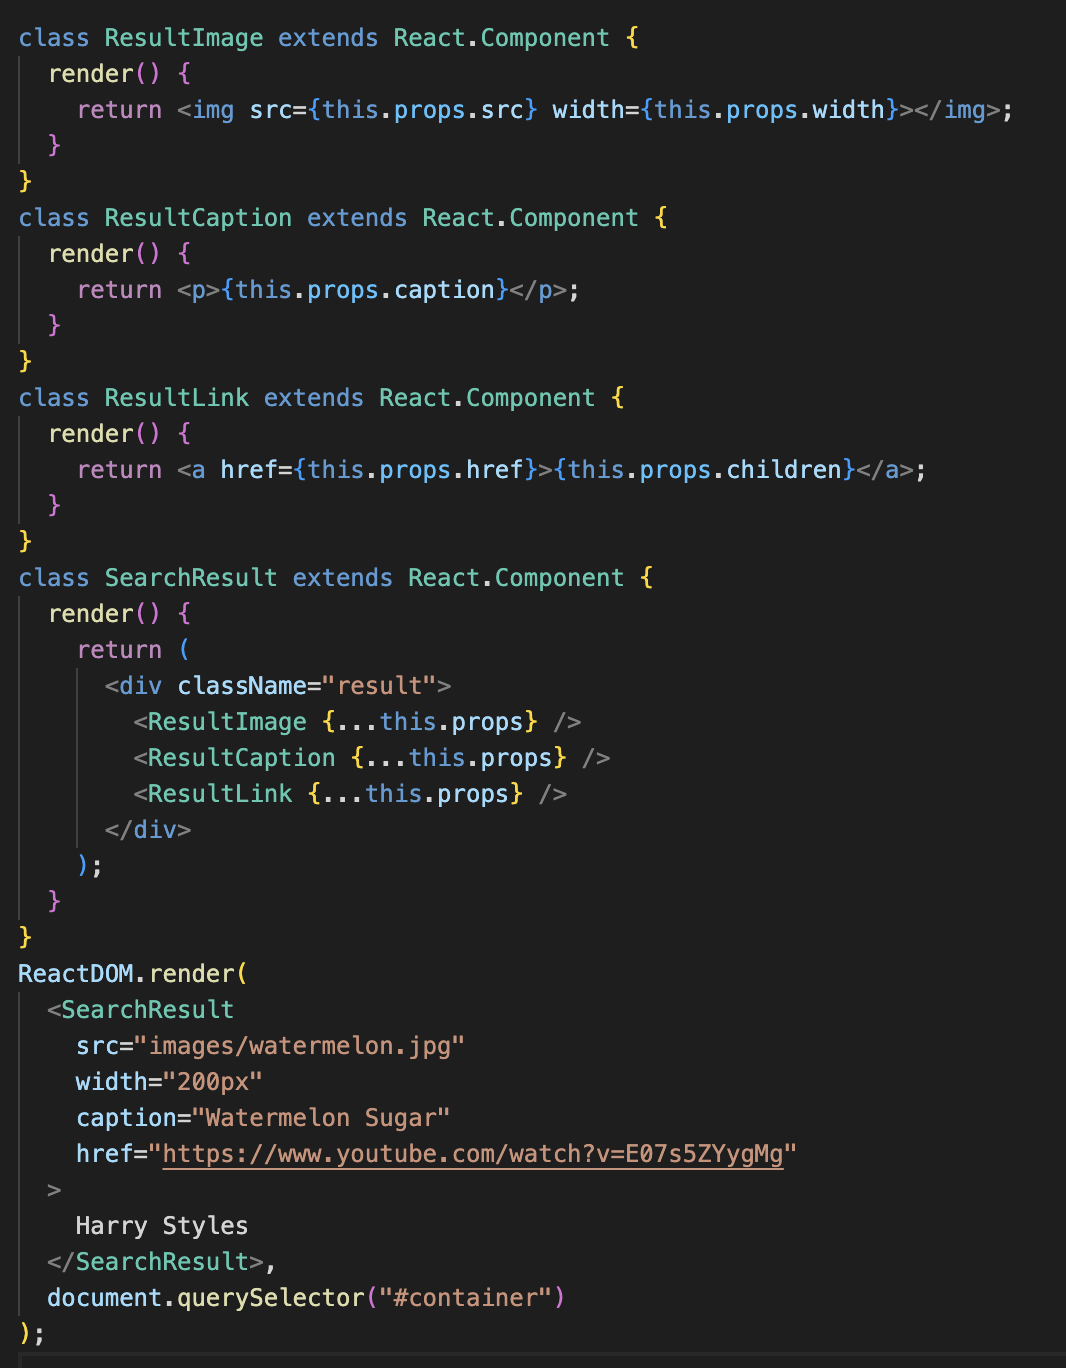 class ResultImage extends React.Component {
  render() {
    return <img src={this.props.src} width={this.props.width}></img>;
  }
}
class ResultCaption extends React.Component {
  render() {
    return <p>{this.props.caption}</p>;
  }
}
class ResultLink extends React.Component {
  render() {
    return <a href={this.props.href}>{this.props.children}</a>;
  }
}
class SearchResult extends React.Component {
  render() {
    return (
      <div className="result">
        <ResultImage {...this.props} />
        <ResultCaption {...this.props} />
        <ResultLink {...this.props} />
      </div>
    );
  }
}
ReactDOM.render(
  <SearchResult
    src="images/watermelon.jpg"
    width="200px"
    caption="Watermelon Sugar"
    href="https://www.youtube.com/watch?v=E07s5ZYygMg"
  >
    Harry Styles
  </SearchResult>,
  document.querySelector("#container")
);